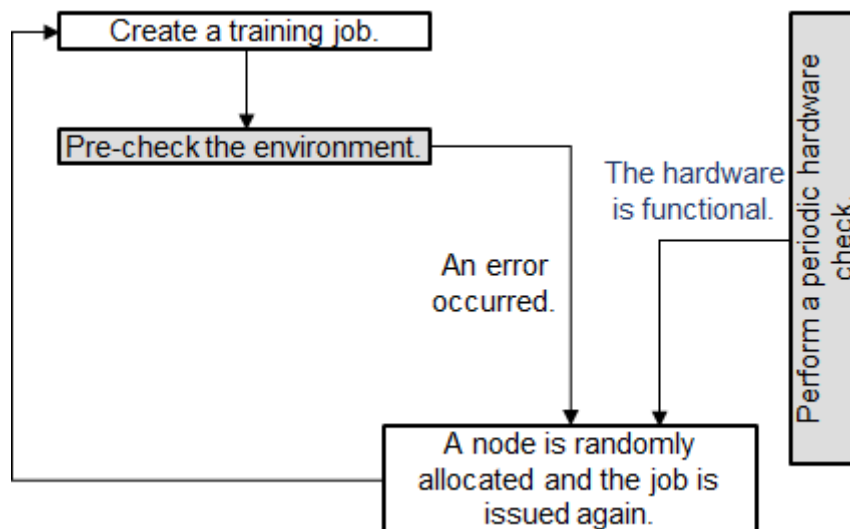 Create a training job.
Pre-check the environment.
The hardware
is functional.
An error
occurred.
Perform a periodic hardware
check.
A node is randomly
allocated and the job is
issued again.